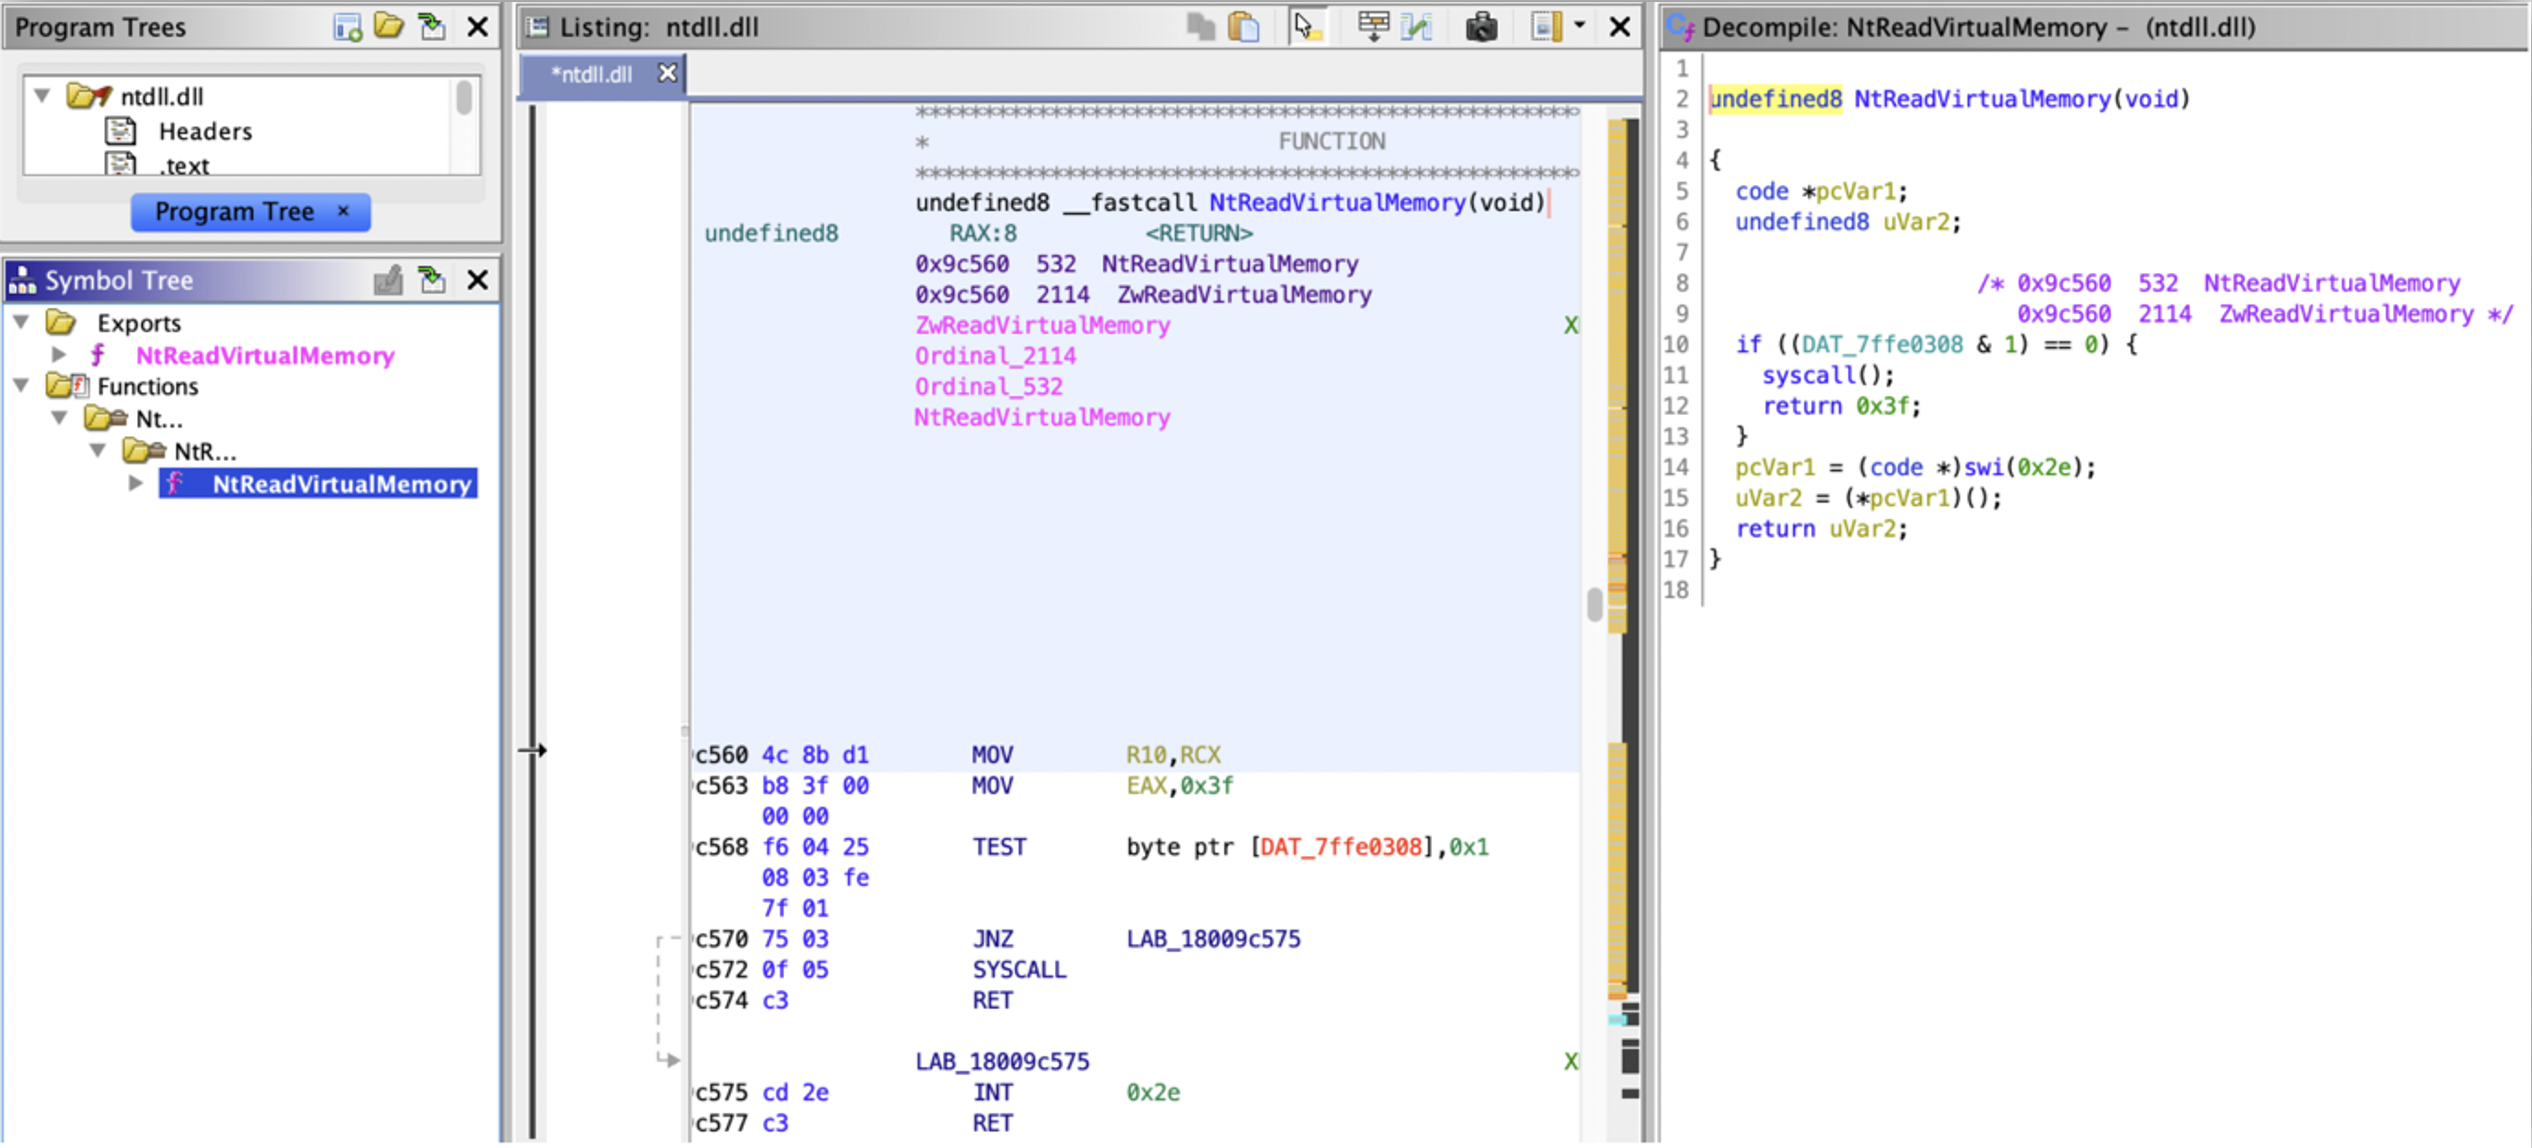 Program Trees
ntdll.dll
Headers
.text
Program Tree ×
Symbol Tree
Exports
NtReadVirtualMemory
Functions
Nt...
NtR...
NtReadVirtualMemory
Listing: ntdll.dll
*ntdll.dll
**************************************************
* FUNCTION
**************************************************
undefined8 __fastcall NtReadVirtualMemory(void)
undefined8 RAX:8 <RETURN>
0x9c560 532 NtReadVirtualMemory
0x9c560 2114 ZwReadVirtualMemory
ZwReadVirtualMemory X
Ordinal_2114
Ordinal_532
NtReadVirtualMemory
c560 4c 8b d1 MOV R10,RCX
c563 b8 3f 00 MOV EAX,0x3f
00 00
c568 f6 04 25 TEST byte ptr [DAT_7ffe0308],0x1
08 03 fe
7f 01
c570 75 03 JNZ LAB_18009c575
c572 0f 05 SYSCALL
c574 c3 RET
LAB_18009c575 X
c575 cd 2e INT 0x2e
c577 c3 RET
Decompile: NtReadVirtualMemory - (ntdll.dll)
1
2 undefined8 NtReadVirtualMemory(void)
3
4 {
5 code *pcVar1;
6 undefined8 uVar2;
7
8 /* 0x9c560 532 NtReadVirtualMemory
9 0x9c560 2114 ZwReadVirtualMemory */
10 if ((DAT_7ffe0308 & 1) == 0) {
11 syscall();
12 return 0x3f;
13 }
14 pcVar1 = (code *)swi(0x2e);
15 uVar2 = (*pcVar1)();
16 return uVar2;
17 }
18